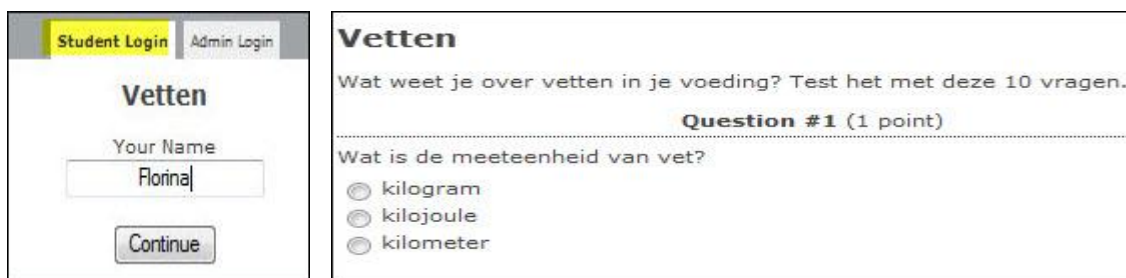 Student Login Admin Login
Vetten
Your Name
Florina
Continue
Vetten
Wat weet je over vetten in je voeding? Test het met deze 10 vragen.
Question #1 (1 point)
Wat is de meeteenheid van vet?
kilogram
kilojoule
kilometer